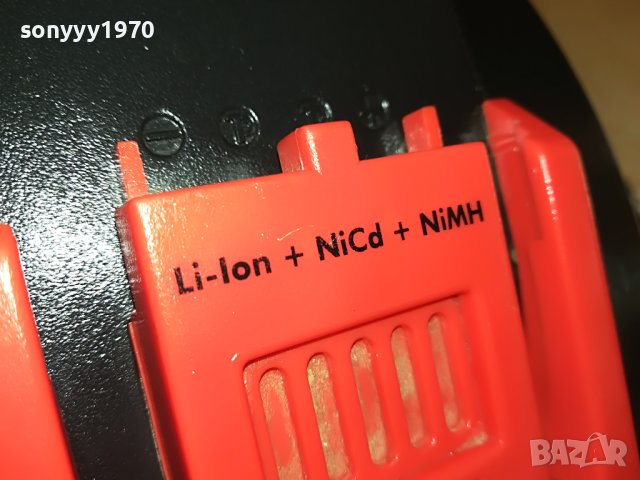 sonyyy1970
Li-Ion + NiCd + NiMH
BAZAR